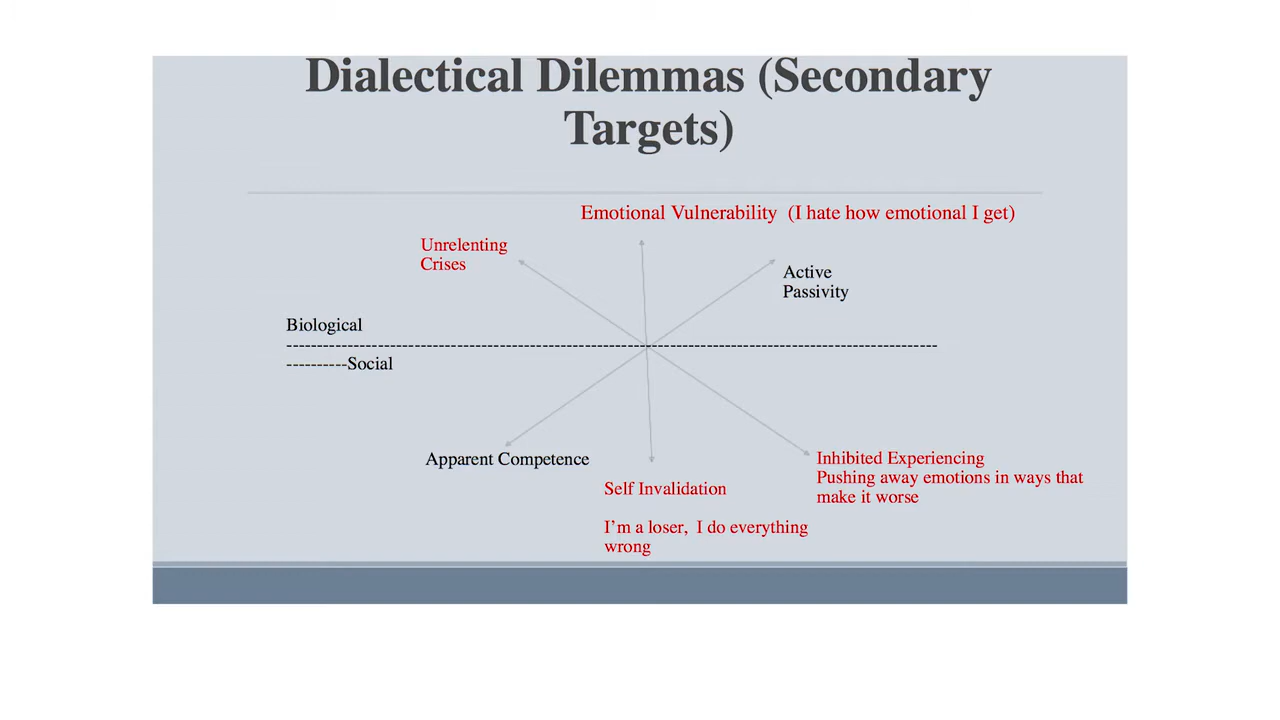 Dialectical Dilemmas (Secondary
Targets)
Emotional Vulnerability  (I hate how emotional I get)
Unrelenting
Crises
Active
Passivity
Biological
-----------------------------------------------------------------------------------------------------------
----------Social
Apparent Competence
Inhibited Experiencing
Pushing away emotions in ways that
make it worse
Self Invalidation
I’m a loser,  I do everything
wrong